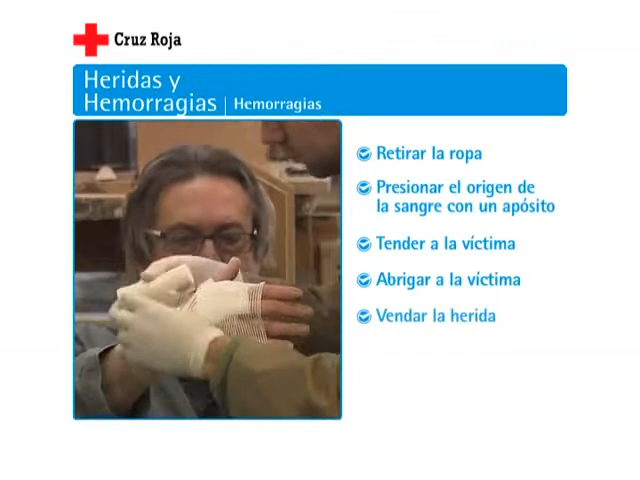 Cruz Roja
Heridas y
Hemorragias | Hemorragias
Retirar la ropa
Presionar el origen de
la sangre con un apósito
Tender a la víctima
Abrigar a la víctima
Vendar la herida